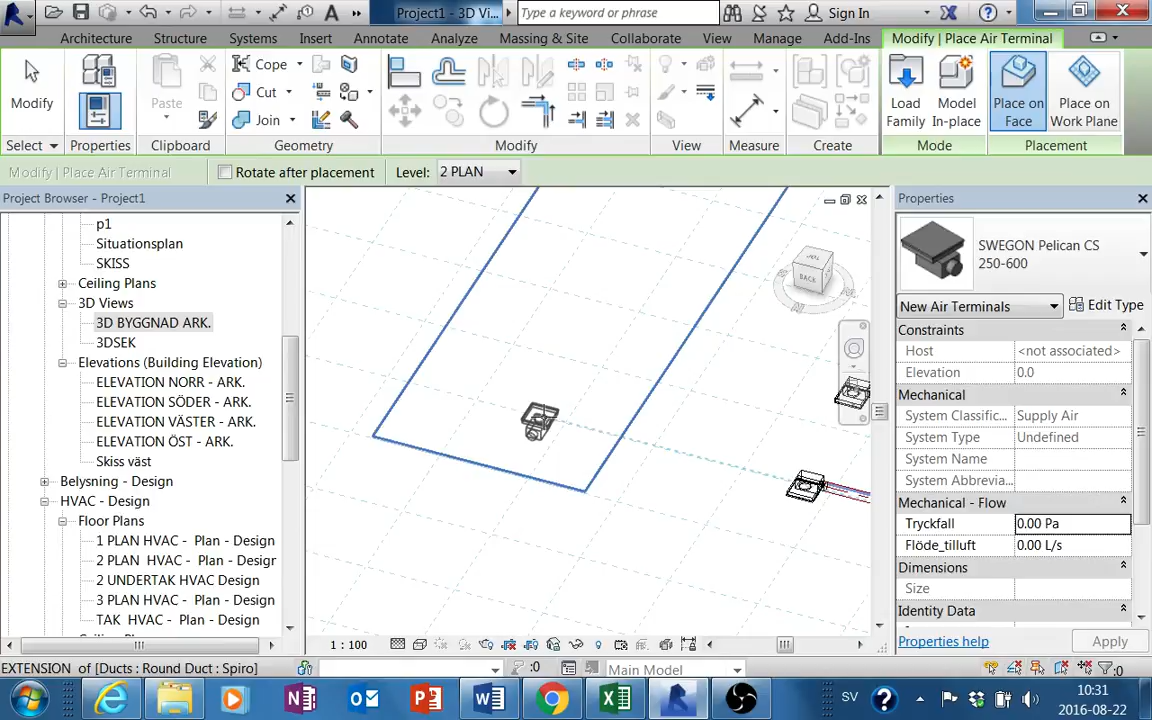 Project1 - 3D Vi...
Type a keyword or phrase
Sign In
Architecture Structure Systems Insert Annotate Analyze Massing & Site Collaborate View Manage Add-Ins Modify | Place Air Terminal
Modify
Paste
Cope
Cut
Join
Load Family
Model In-place
Place on Face
Place on Work Plane
Select Properties Clipboard Geometry Modify View Measure Create Mode Placement
Modify | Place Air Terminal
Rotate after placement
Level: 2 PLAN
Project Browser - Project1
p1
Situationsplan
SKISS
Ceiling Plans
3D Views
3D BYGGNAD ARK.
3DSEK
Elevations (Building Elevation)
ELEVATION NORR - ARK.
ELEVATION SÖDER - ARK.
ELEVATION VÄSTER - ARK.
ELEVATION ÖST - ARK.
Skiss väst
Belysning - Design
HVAC - Design
Floor Plans
1 PLAN HVAC - Plan - Design
2 PLAN HVAC - Plan - Design
2 UNDERTAK HVAC Design
3 PLAN HVAC - Plan - Design
TAK HVAC - Plan - Design
BACK
1 : 100
Properties
SWEGON Pelican CS
250-600
New Air Terminals
Edit Type
Constraints
Host <not associated>
Elevation 0.0
Mechanical
System Classific... Supply Air
System Type Undefined
System Name
System Abbrevia...
Mechanical - Flow
Tryckfall 0.00 Pa
Flöde_tilluft 0.00 L/s
Dimensions
Size
Identity Data
Properties help
Apply
EXTENSION of [Ducts : Round Duct : Spiro]
:0
Main Model
:0
SV
10:31
2016-08-22